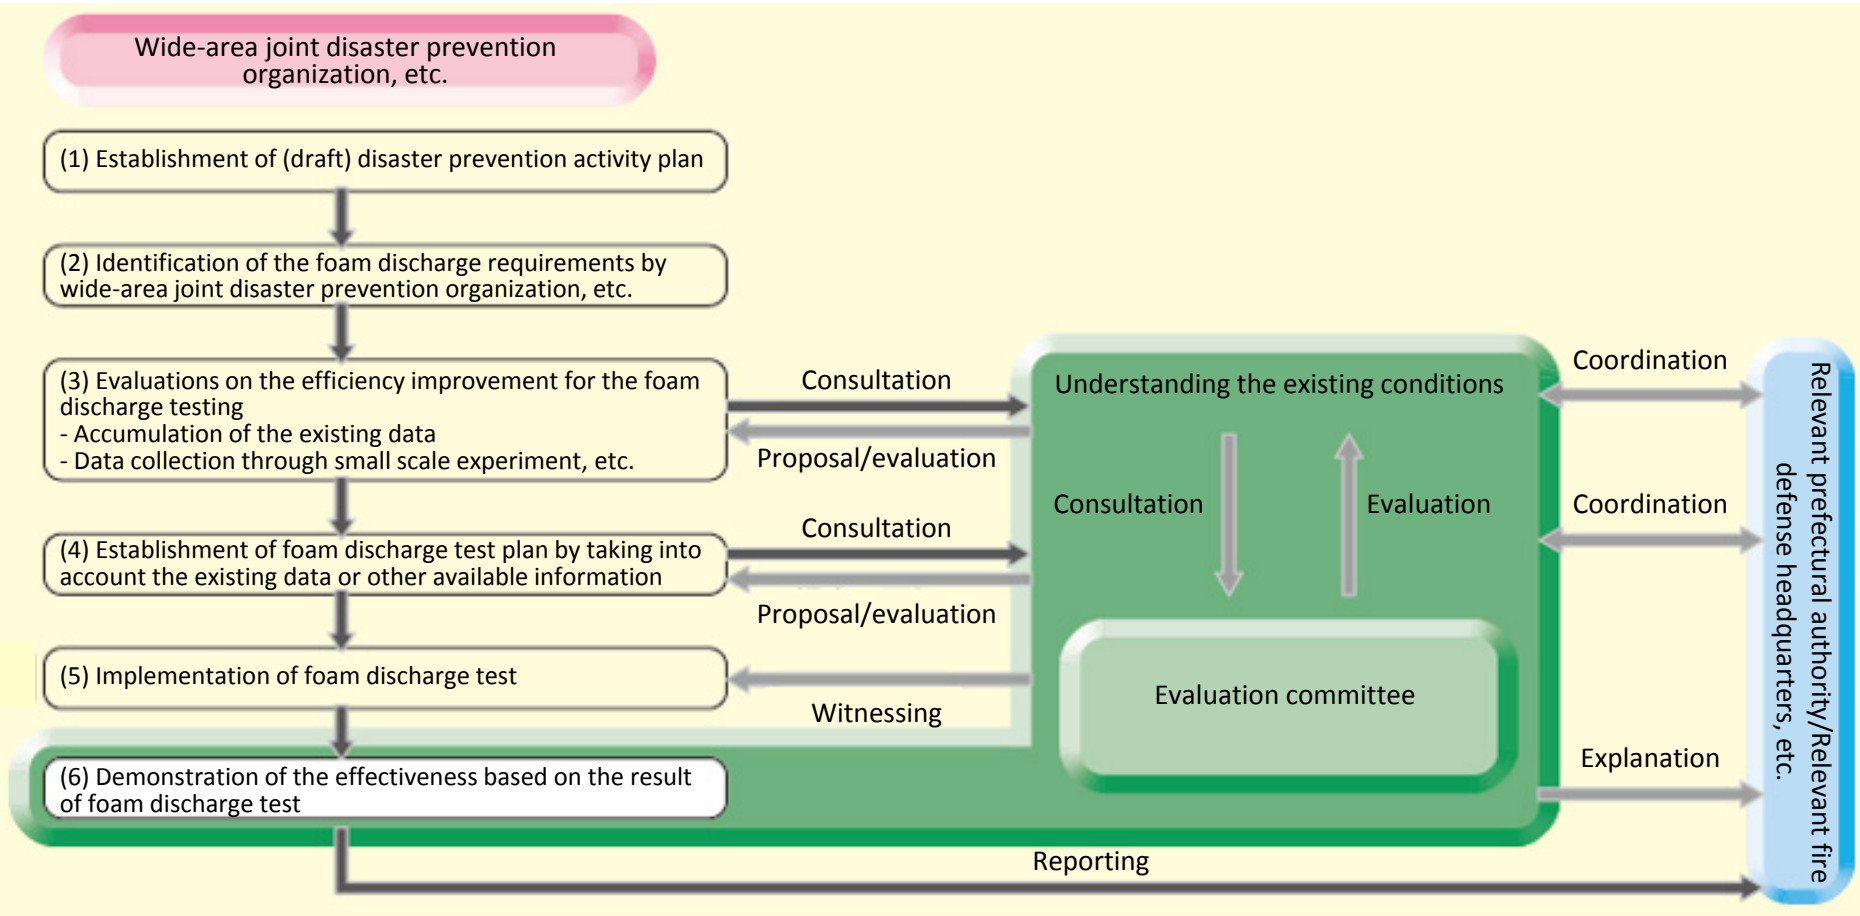 Wide-area joint disaster prevention
organization, etc.
(1) Establishment of (draft) disaster prevention activity plan
(2) Identification of the foam discharge requirements by
wide-area joint disaster prevention organization, etc.
(3) Evaluations on the efficiency improvement for the foam
discharge testing
- Accumulation of the existing data
- Data collection through small scale experiment, etc.
Consultation
Proposal/evaluation
(4) Establishment of foam discharge test plan by taking into
account the existing data or other available information
Consultation
Proposal/evaluation
(5) Implementation of foam discharge test
Witnessing
(6) Demonstration of the effectiveness based on the result
of foam discharge test
Understanding the existing conditions
Consultation
Evaluation
Evaluation committee
Coordination
Coordination
Explanation
Reporting
Relevant prefectural authority/Relevant fire
defense headquarters, etc.